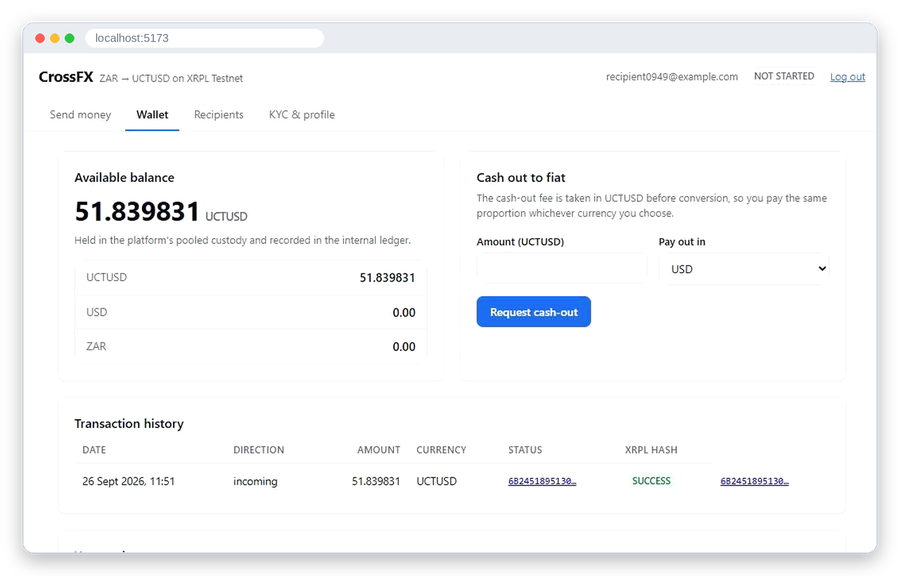 localhost:5173
CrossFX ZAR → UCTUSD on XRPL Testnet
recipient0949@example.com NOT STARTED Log out
Send money Wallet Recipients KYC & profile
Available balance
51.839831 UCTUSD
Held in the platform's pooled custody and recorded in the internal ledger.
UCTUSD 51.839831
USD 0.00
ZAR 0.00
Cash out to fiat
The cash-out fee is taken in UCTUSD before conversion, so you pay the same
proportion whichever currency you choose.
Amount (UCTUSD) Pay out in
USD
Request cash-out
Transaction history
DATE DIRECTION AMOUNT CURRENCY STATUS XRPL HASH
26 Sept 2026, 11:51 incoming 51.839831 UCTUSD 6B2451895130… SUCCESS 6B2451895130…